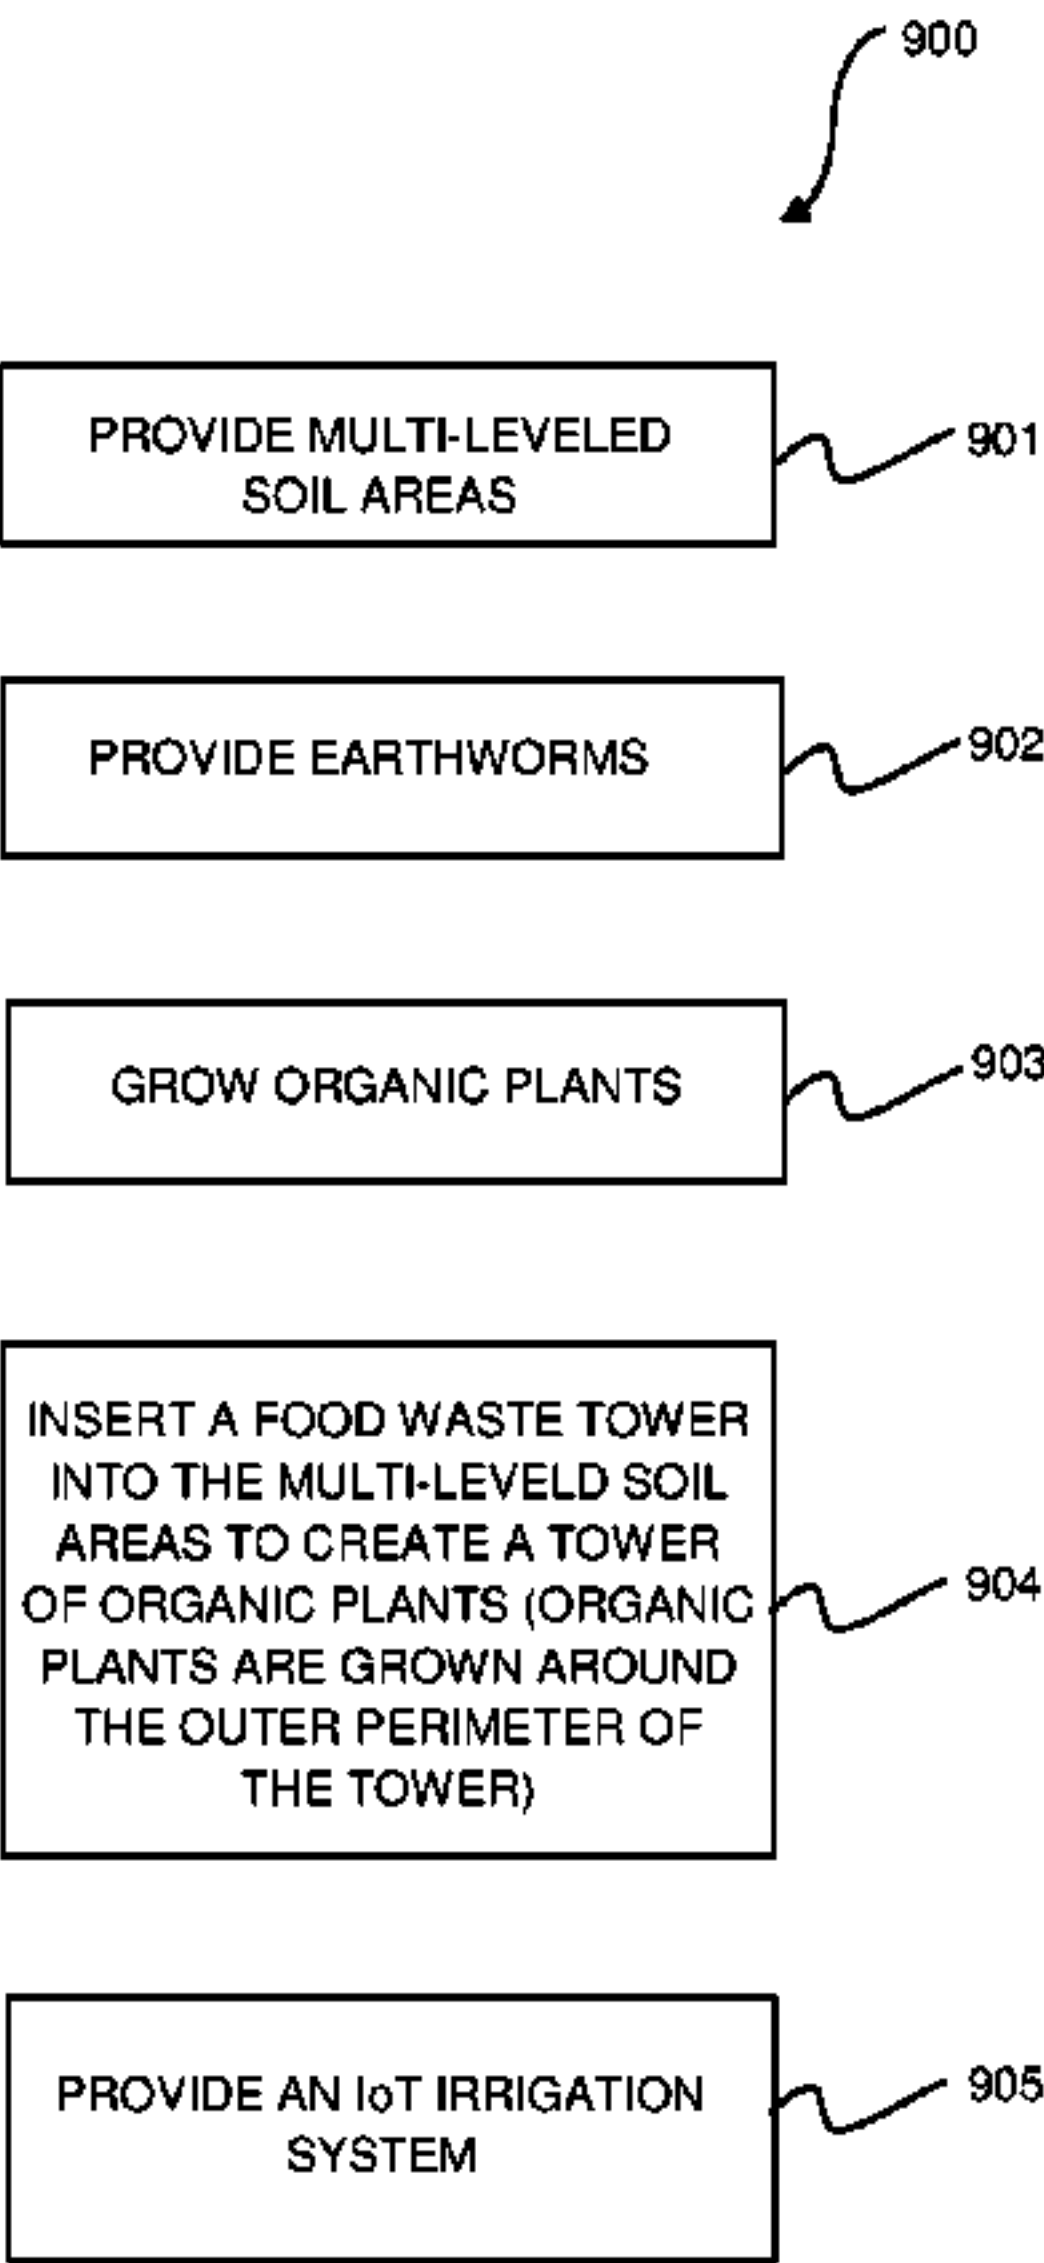 900
PROVIDE MULTI-LEVELED
SOIL AREAS
901
PROVIDE EARTHWORMS
902
GROW ORGANIC PLANTS
903
INSERT A FOOD WASTE TOWER
INTO THE MULTI-LEVELD SOIL
AREAS TO CREATE A TOWER
OF ORGANIC PLANTS (ORGANIC
PLANTS ARE GROWN AROUND
THE OUTER PERIMETER OF
THE TOWER)
904
PROVIDE AN IoT IRRIGATION
SYSTEM
905